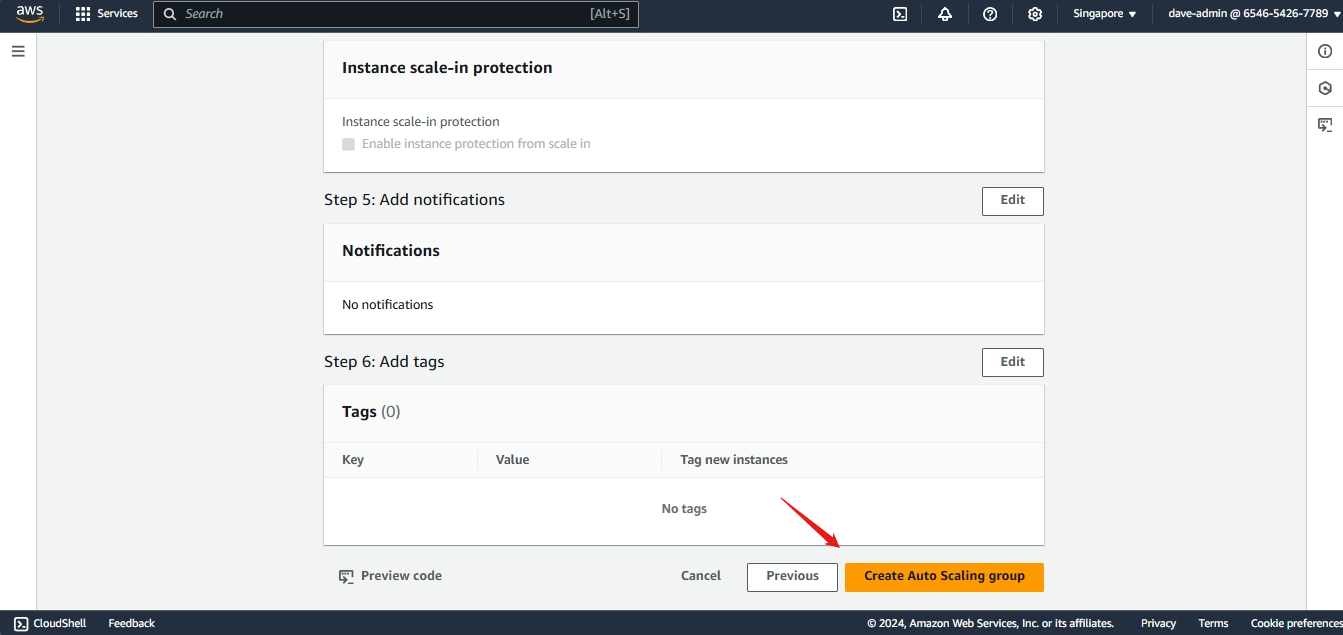 aws Services Search [Alt+S] Singapore dave-admin @ 6546-5426-7789
Instance scale-in protection
Instance scale-in protection
Enable instance protection from scale in
Step 5: Add notifications Edit
Notifications
No notifications
Step 6: Add tags Edit
Tags (0)
Key Value Tag new instances
No tags
Preview code Cancel Previous Create Auto Scaling group
CloudShell Feedback © 2024, Amazon Web Services, Inc. or its affiliates. Privacy Terms Cookie preferences